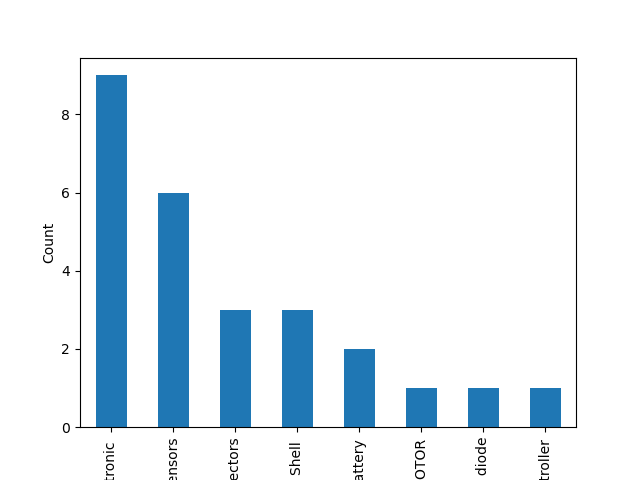 8
6
4
2
0
Count
tronic
ensors
ectors
Shell
attery
OTOR
diode
troller